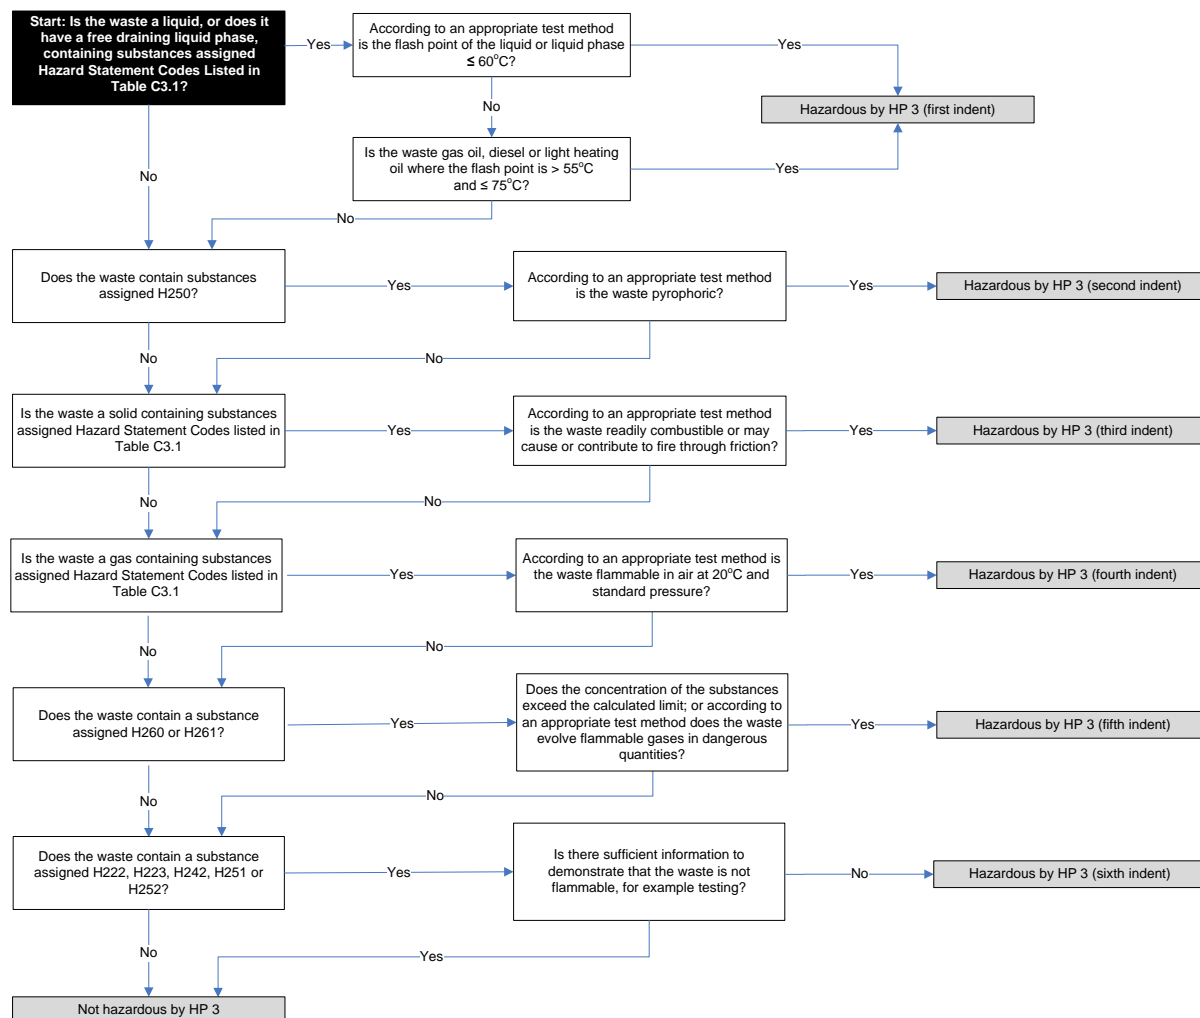 Start: Is the waste a liquid, or does it
have a free draining liquid phase,
containing substances assigned
Hazard Statement Codes Listed in
Table C3.1?
Yes
According to an appropriate test method
is the flash point of the liquid or liquid phase
≤ 60°C?
Yes
No
Hazardous by HP 3 (first indent)
Is the waste gas oil, diesel or light heating
oil where the flash point is > 55°C
and ≤ 75°C?
Yes
No
No
Does the waste contain substances
assigned H250?
Yes
According to an appropriate test method
is the waste pyrophoric?
Yes
Hazardous by HP 3 (second indent)
No
No
Is the waste a solid containing substances
assigned Hazard Statement Codes listed in
Table C3.1
Yes
According to an appropriate test method
is the waste readily combustible or may
cause or contribute to fire through friction?
Yes
Hazardous by HP 3 (third indent)
No
No
Is the waste a gas containing substances
assigned Hazard Statement Codes listed in
Table C3.1
Yes
According to an appropriate test method is
the waste flammable in air at 20°C and
standard pressure?
Yes
Hazardous by HP 3 (fourth indent)
No
No
Does the waste contain a substance
assigned H260 or H261?
Yes
Does the concentration of the substances
exceed the calculated limit; or according to
an appropriate test method does the waste
evolve flammable gases in dangerous
quantities?
Yes
Hazardous by HP 3 (fifth indent)
No
No
Does the waste contain a substance
assigned H222, H223, H242, H251 or
H252?
Yes
Is there sufficient information to
demonstrate that the waste is not
flammable, for example testing?
No
Hazardous by HP 3 (sixth indent)
No
Yes
Not hazardous by HP 3